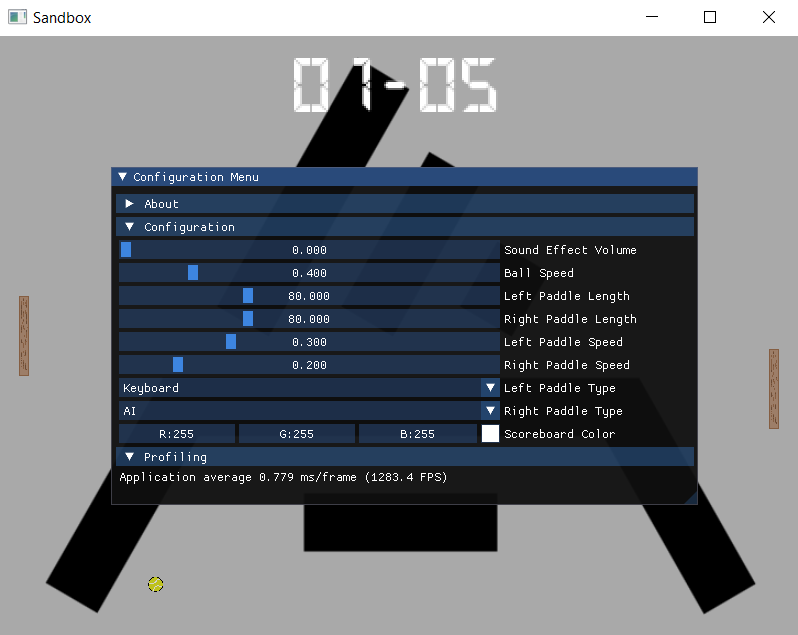 Sandbox
01-05
Configuration Menu
About
Configuration
0.000 Sound Effect Volume
0.400 Ball Speed
80.000 Left Paddle Length
80.000 Right Paddle Length
0.300 Left Paddle Speed
0.200 Right Paddle Speed
Keyboard Left Paddle Type
AI Right Paddle Type
R:255 G:255 B:255 Scoreboard Color
Profiling
Application average 0.779 ms/frame (1283.4 FPS)